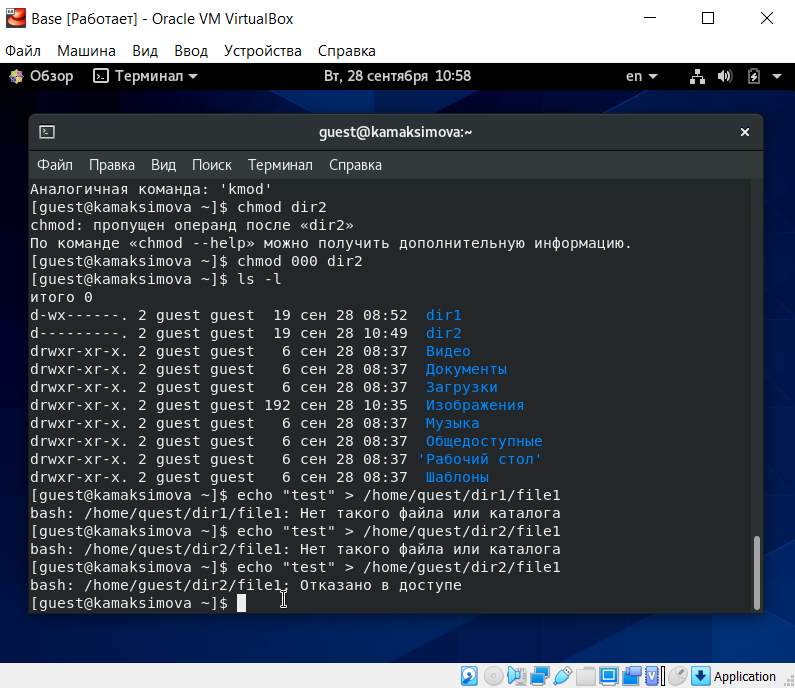 Base [Работает] - Oracle VM VirtualBox
Файл Машина Вид Ввод Устройства Справка
Обзор Терминал Вт, 28 сентября 10:58 en
guest@kamaksimova:~
Файл Правка Вид Поиск Терминал Справка
Аналогичная команда: 'kmod'
[guest@kamaksimova ~]$ chmod dir2
chmod: пропущен операнд после «dir2»
По команде «chmod --help» можно получить дополнительную информацию.
[guest@kamaksimova ~]$ chmod 000 dir2
[guest@kamaksimova ~]$ ls -l
итого 0
d-wx------. 2 guest guest  19 сен 28 08:52  dir1
d---------. 2 guest guest  19 сен 28 10:49  dir2
drwxr-xr-x. 2 guest guest   6 сен 28 08:37  Видео
drwxr-xr-x. 2 guest guest   6 сен 28 08:37  Документы
drwxr-xr-x. 2 guest guest   6 сен 28 08:37  Загрузки
drwxr-xr-x. 2 guest guest 192 сен 28 10:35  Изображения
drwxr-xr-x. 2 guest guest   6 сен 28 08:37  Музыка
drwxr-xr-x. 2 guest guest   6 сен 28 08:37  Общедоступные
drwxr-xr-x. 2 guest guest   6 сен 28 08:37 'Рабочий стол'
drwxr-xr-x. 2 guest guest   6 сен 28 08:37  Шаблоны
[guest@kamaksimova ~]$ echo "test" > /home/quest/dir1/file1
bash: /home/quest/dir1/file1: Нет такого файла или каталога
[guest@kamaksimova ~]$ echo "test" > /home/quest/dir2/file1
bash: /home/quest/dir2/file1: Нет такого файла или каталога
[guest@kamaksimova ~]$ echo "test" > /home/guest/dir2/file1
bash: /home/guest/dir2/file1: Отказано в доступе
[guest@kamaksimova ~]$
Application